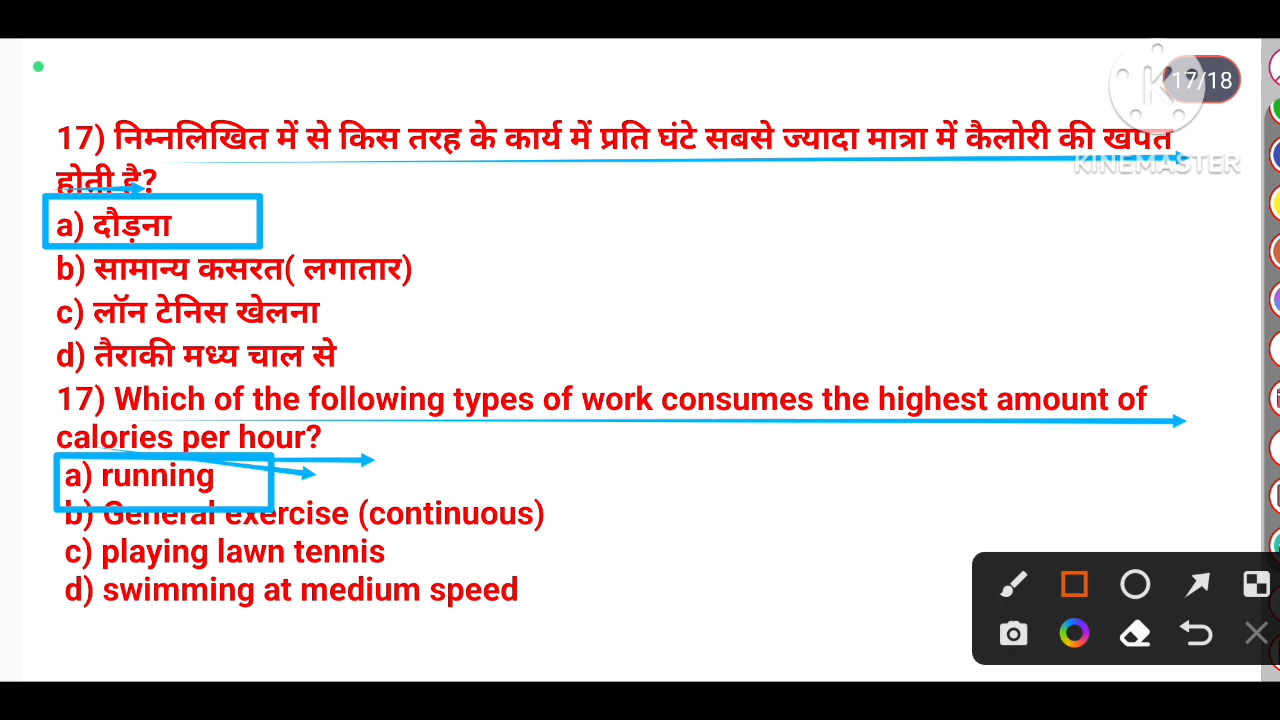 17/18
17) निम्नलिखित में से किस तरह के कार्य में प्रति घंटे सबसे ज्यादा मात्रा में कैलोरी की खपत
KINEMASTER
होती है?
a) दौड़ना
b) सामान्य कसरत( लगातार)
c) लॉन टेनिस खेलना
d) तैराकी मध्य चाल से
17) Which of the following types of work consumes the highest amount of
calories per hour?
a) running
b) General exercise (continuous)
c) playing lawn tennis
d) swimming at medium speed